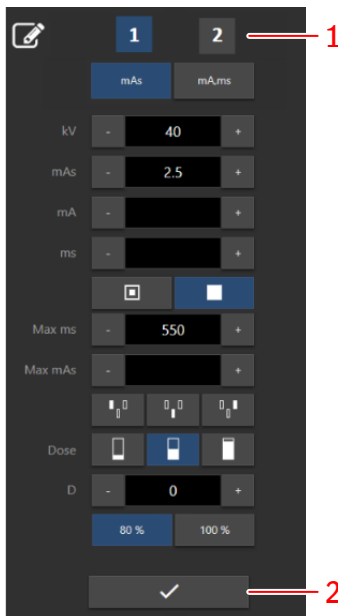 1 2 1
mAs mA,ms
kV - 40 +
mAs - 2.5 +
mA - +
ms - +
Max ms - 550 +
Max mAs - +
Dose
D - 0 +
80 % 100 %
2